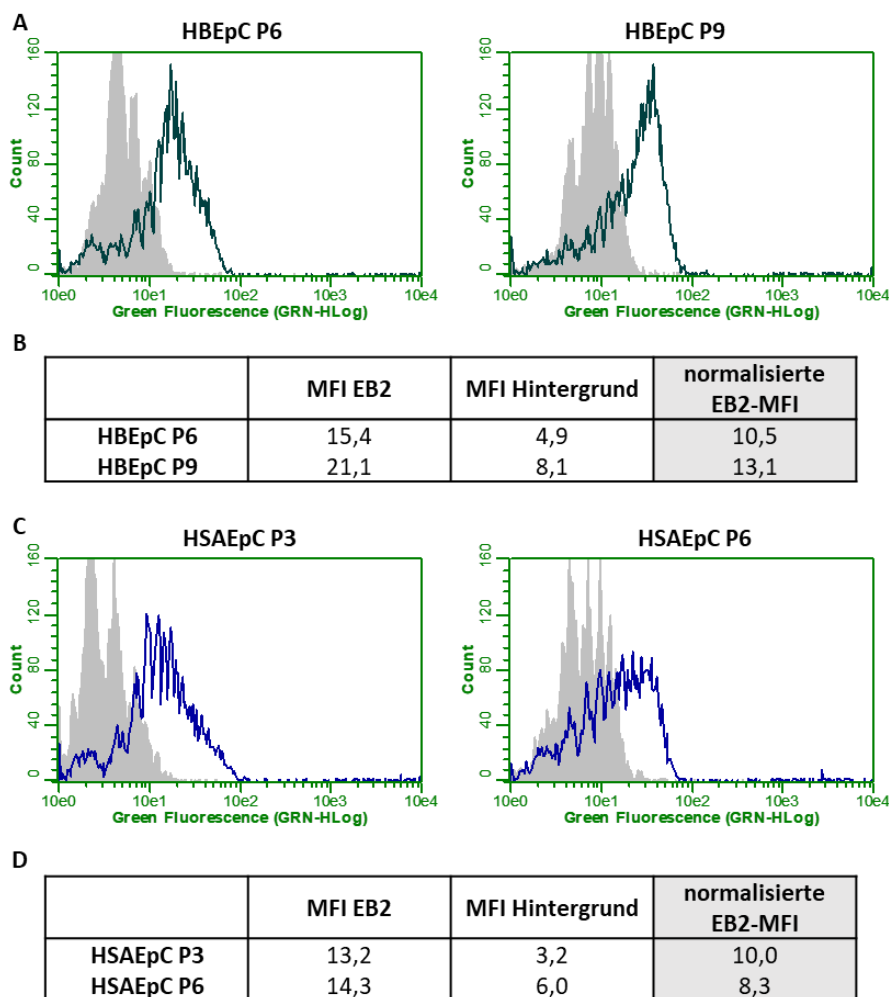 A
HBEpC P6
HBEpC P9
160
120
80
40
0
Count
10e0 10e1 10e2 10e3 10e4
Green Fluorescence (GRN-HLog)
160
120
80
40
0
Count
10e0 10e1 10e2 10e3 10e4
Green Fluorescence (GRN-HLog)
B
MFI EB2 MFI Hintergrund normalisierte
EB2-MFI
HBEpC P6 15,4 4,9 10,5
HBEpC P9 21,1 8,1 13,1
C
HSAEpC P3
HSAEpC P6
160
120
80
40
0
Count
10e0 10e1 10e2 10e3 10e4
Green Fluorescence (GRN-HLog)
160
120
80
40
0
Count
10e0 10e1 10e2 10e3 10e4
Green Fluorescence (GRN-HLog)
D
MFI EB2 MFI Hintergrund normalisierte
EB2-MFI
HSAEpC P3 13,2 3,2 10,0
HSAEpC P6 14,3 6,0 8,3